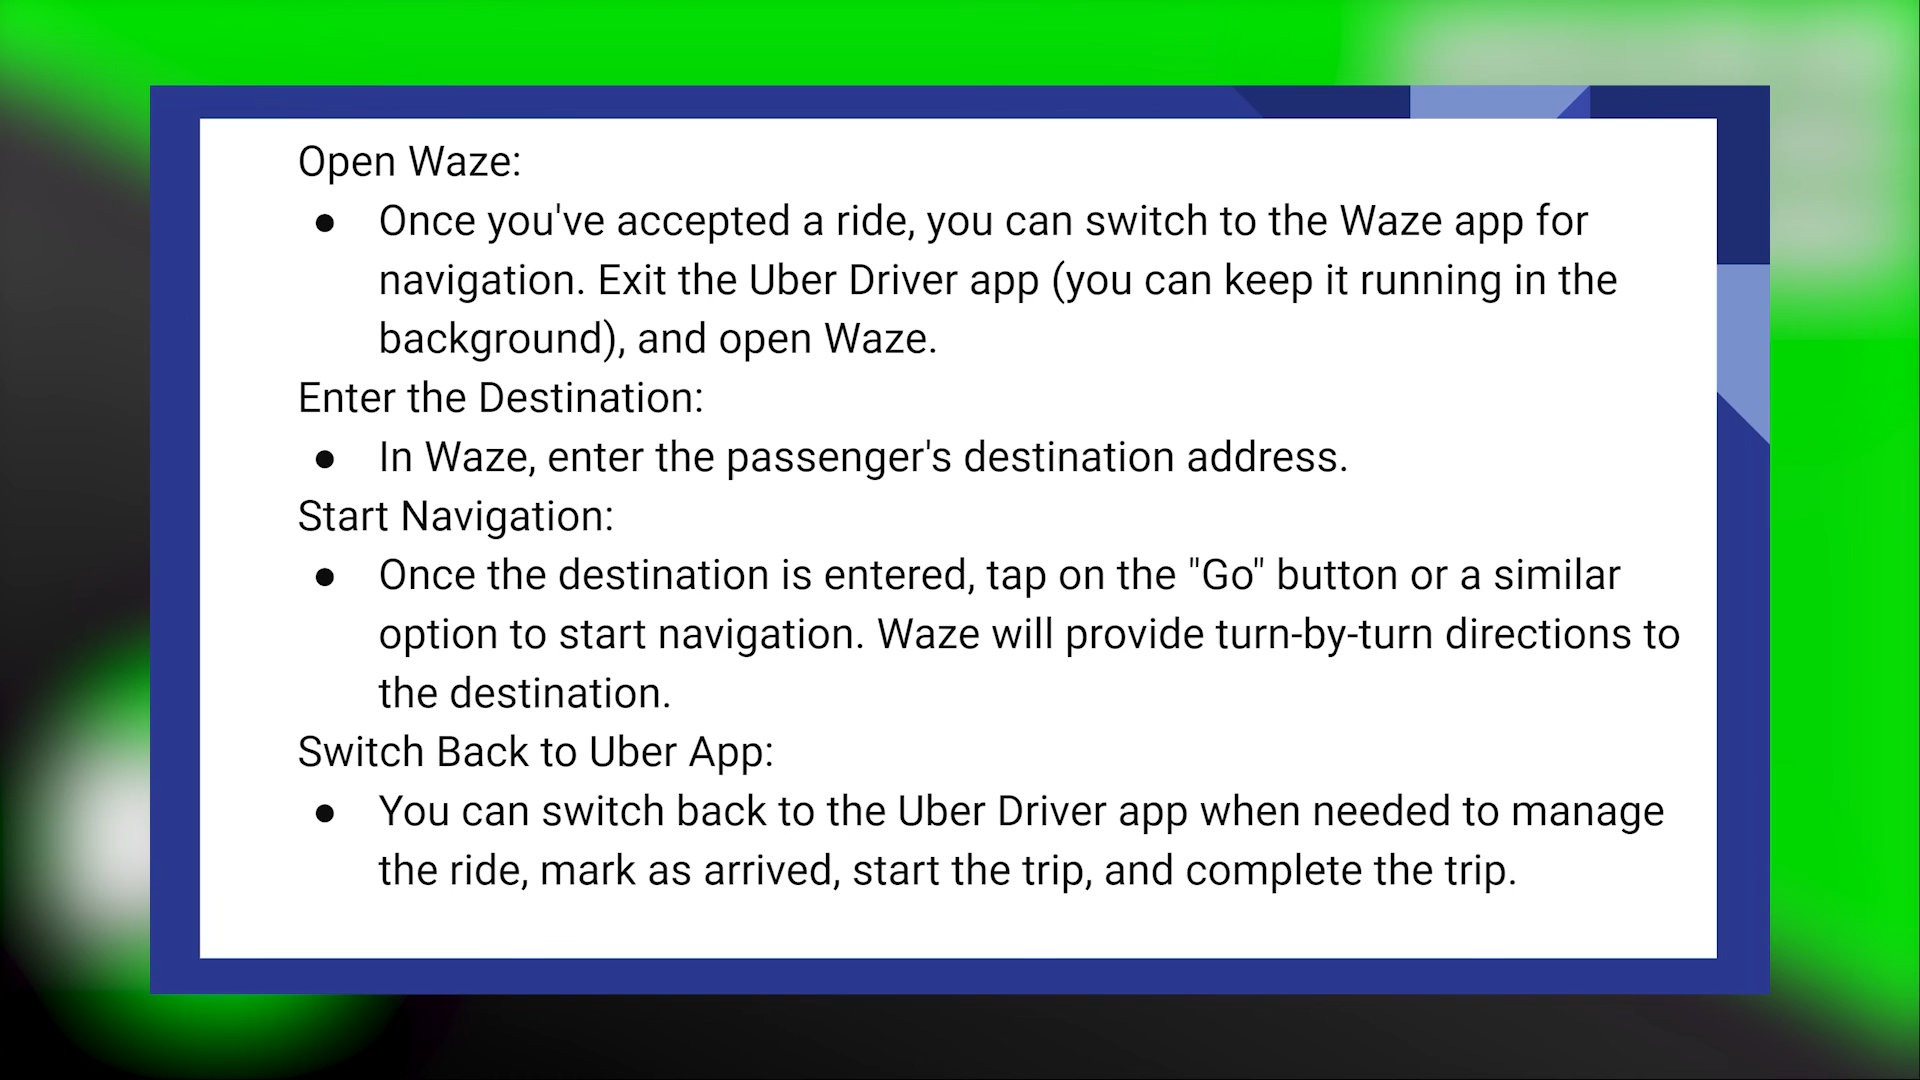 Open Waze:
● Once you've accepted a ride, you can switch to the Waze app for
navigation. Exit the Uber Driver app (you can keep it running in the
background), and open Waze.
Enter the Destination:
● In Waze, enter the passenger's destination address.
Start Navigation:
● Once the destination is entered, tap on the "Go" button or a similar
option to start navigation. Waze will provide turn-by-turn directions to
the destination.
Switch Back to Uber App:
● You can switch back to the Uber Driver app when needed to manage
the ride, mark as arrived, start the trip, and complete the trip.